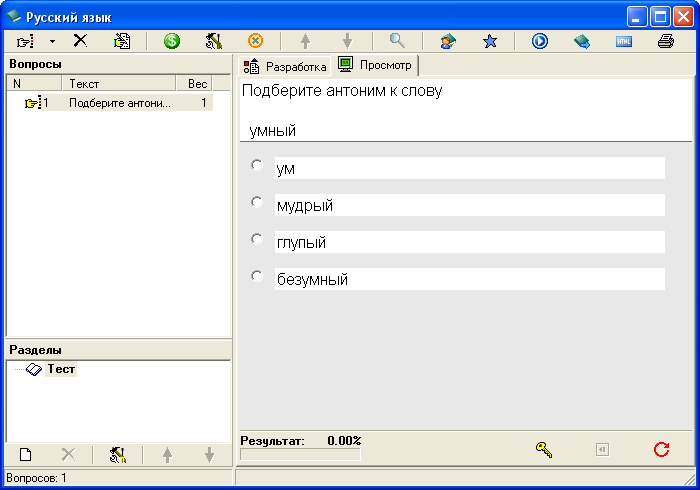 Русский язык
HTML
Вопросы
N Текст Вес
1 Подберите антони... 1
Разделы
Тест
Вопросов: 1
Разработка Просмотр
Подберите антоним к слову
умный
ум
мудрый
глупый
безумный
Результат: 0.00%